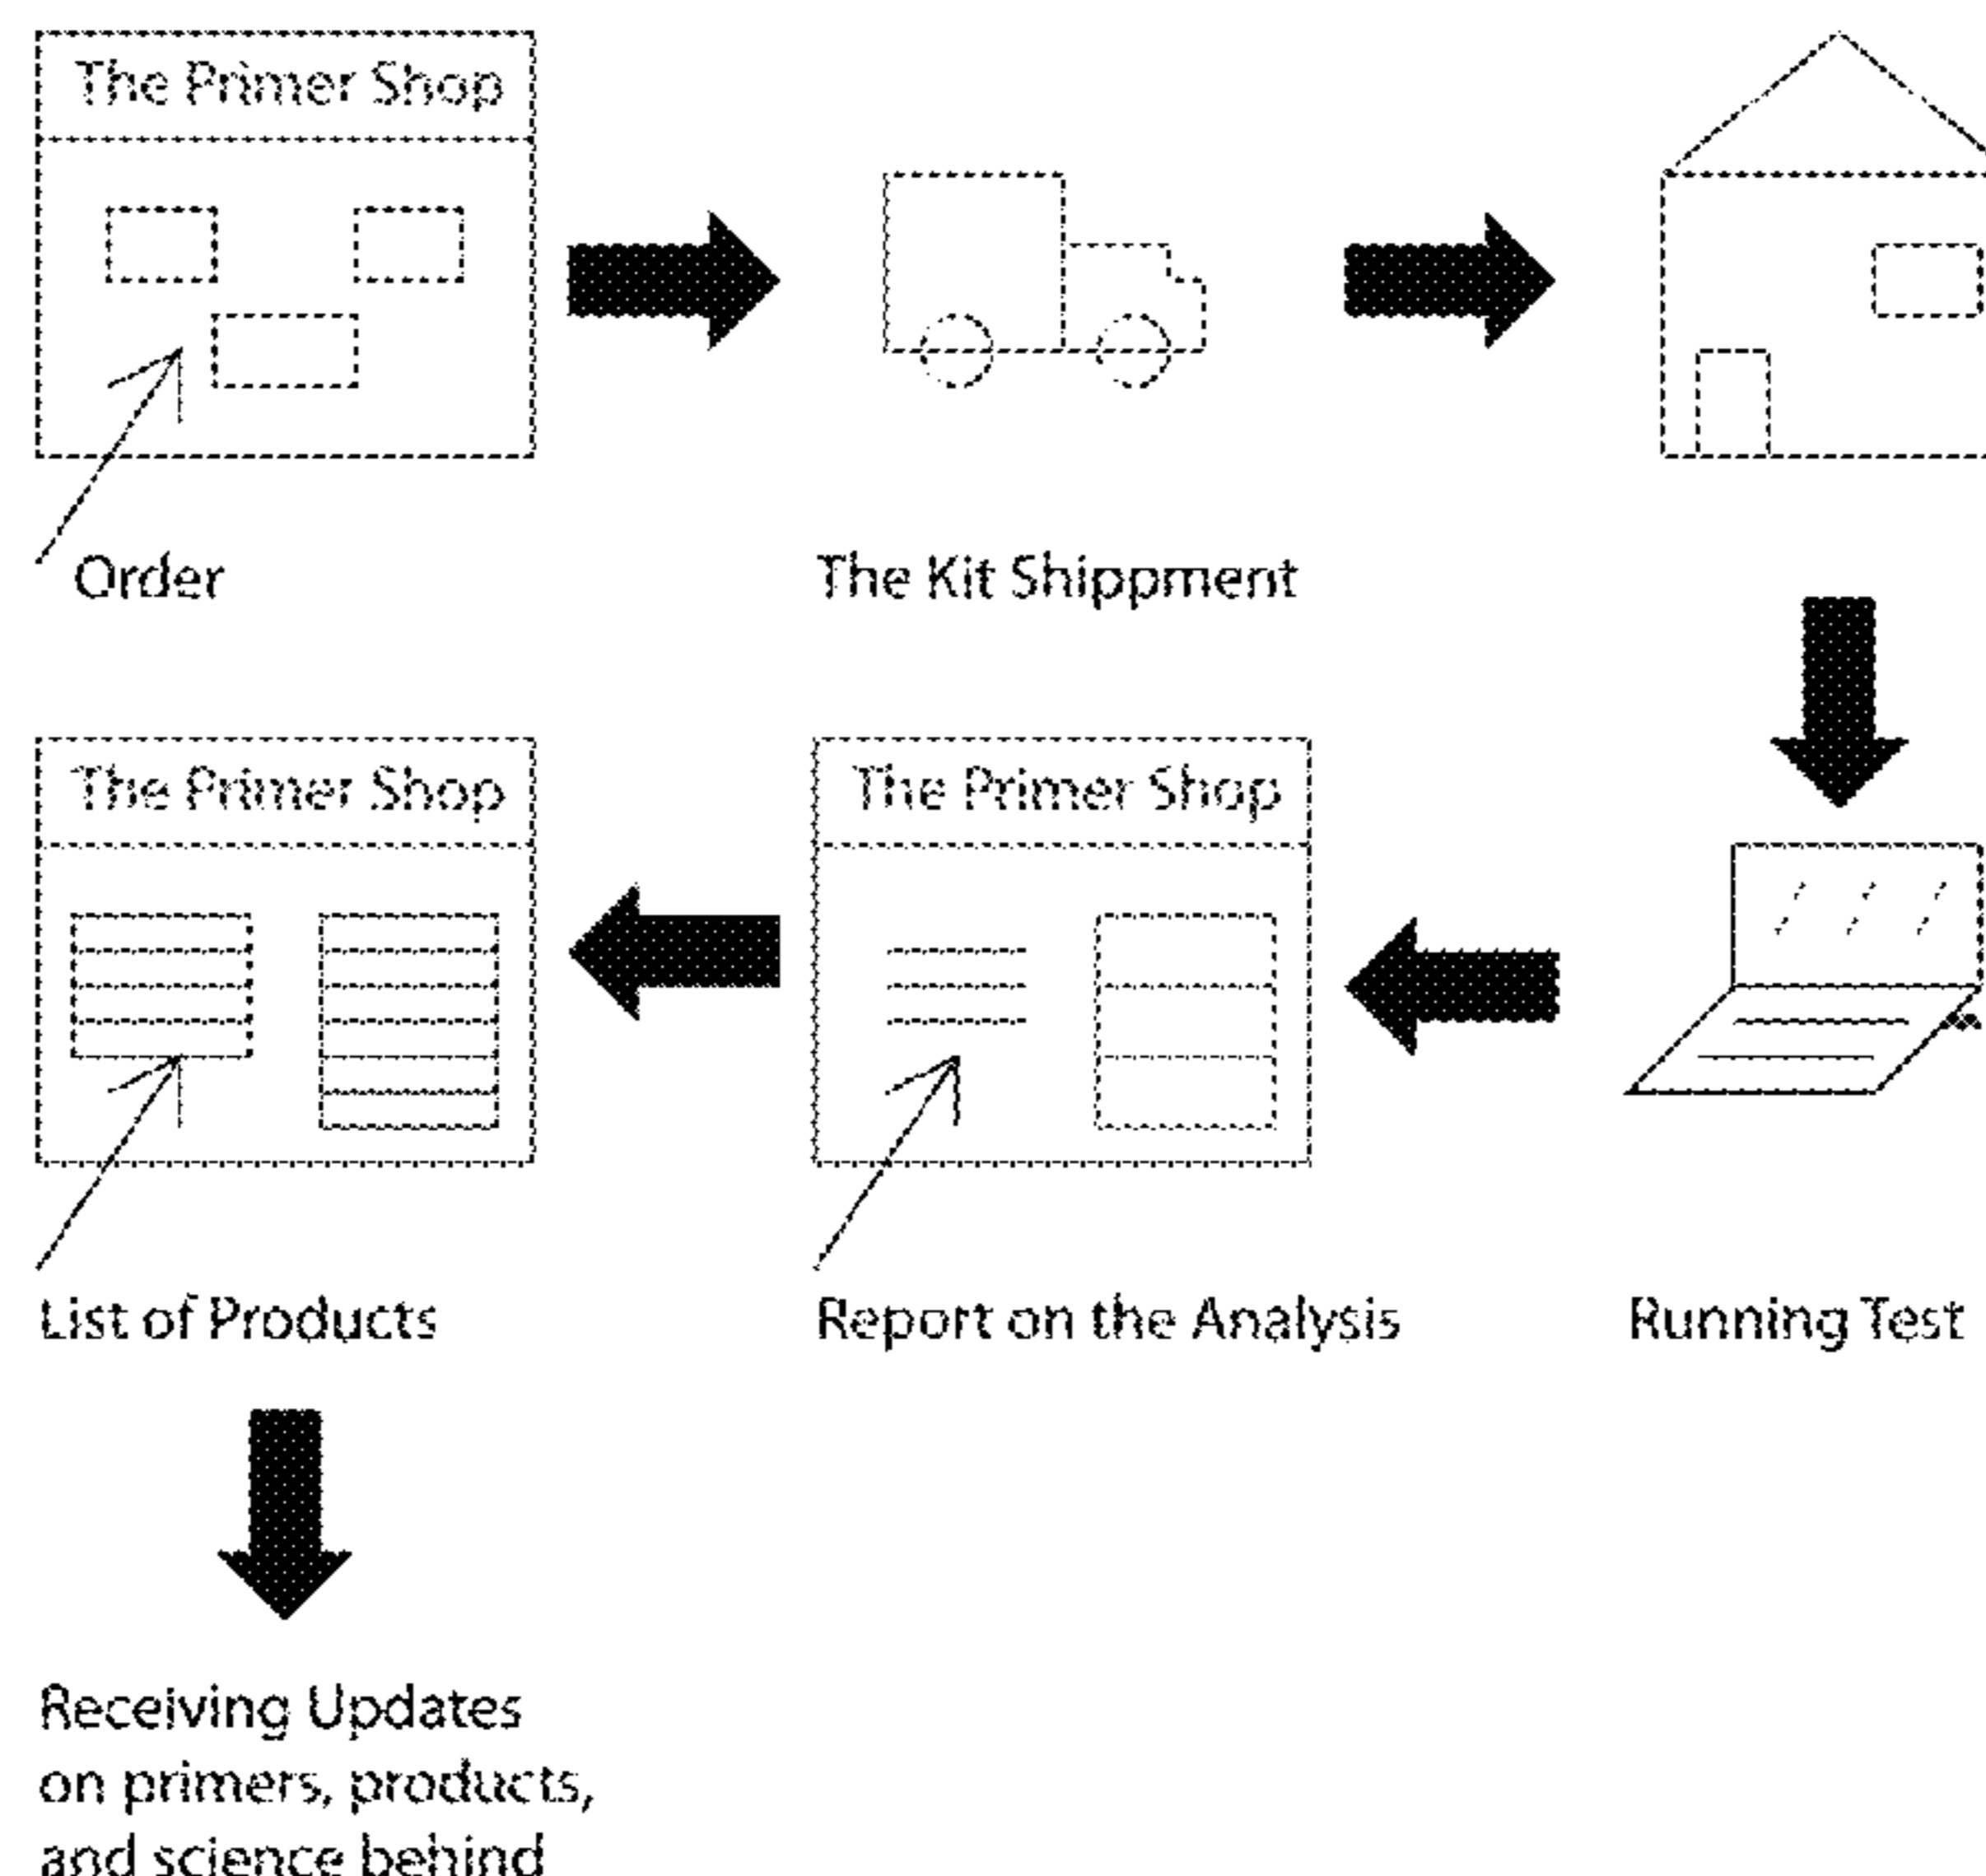 The Primer Shop
Order
The Kit Shippment
The Primer Shop
The Primer Shop
List of Products
Report on the Analysis
Running Test
Receiving Updates
on primers, products,
and science behind